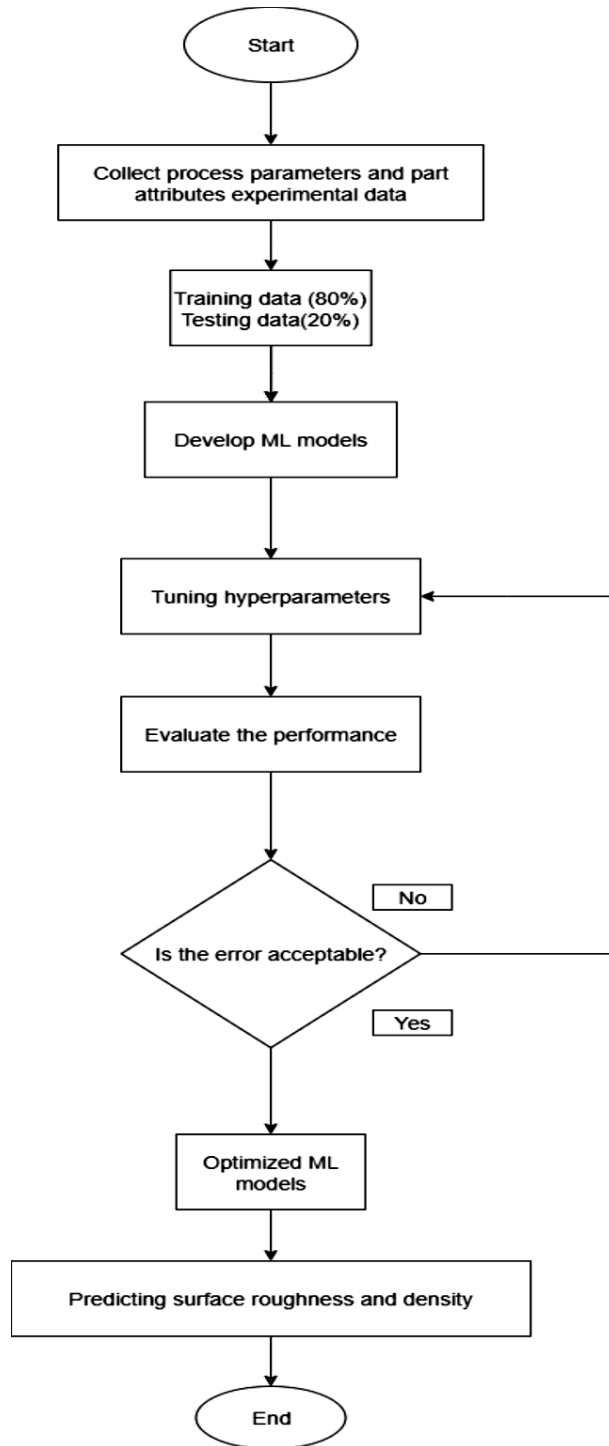 Start
Collect process parameters and part
attributes experimental data
Training data (80%)
Testing data(20%)
Develop ML models
Tuning hyperparameters
Evaluate the performance
No
Is the error acceptable?
Yes
Optimized ML
models
Predicting surface roughness and density
End